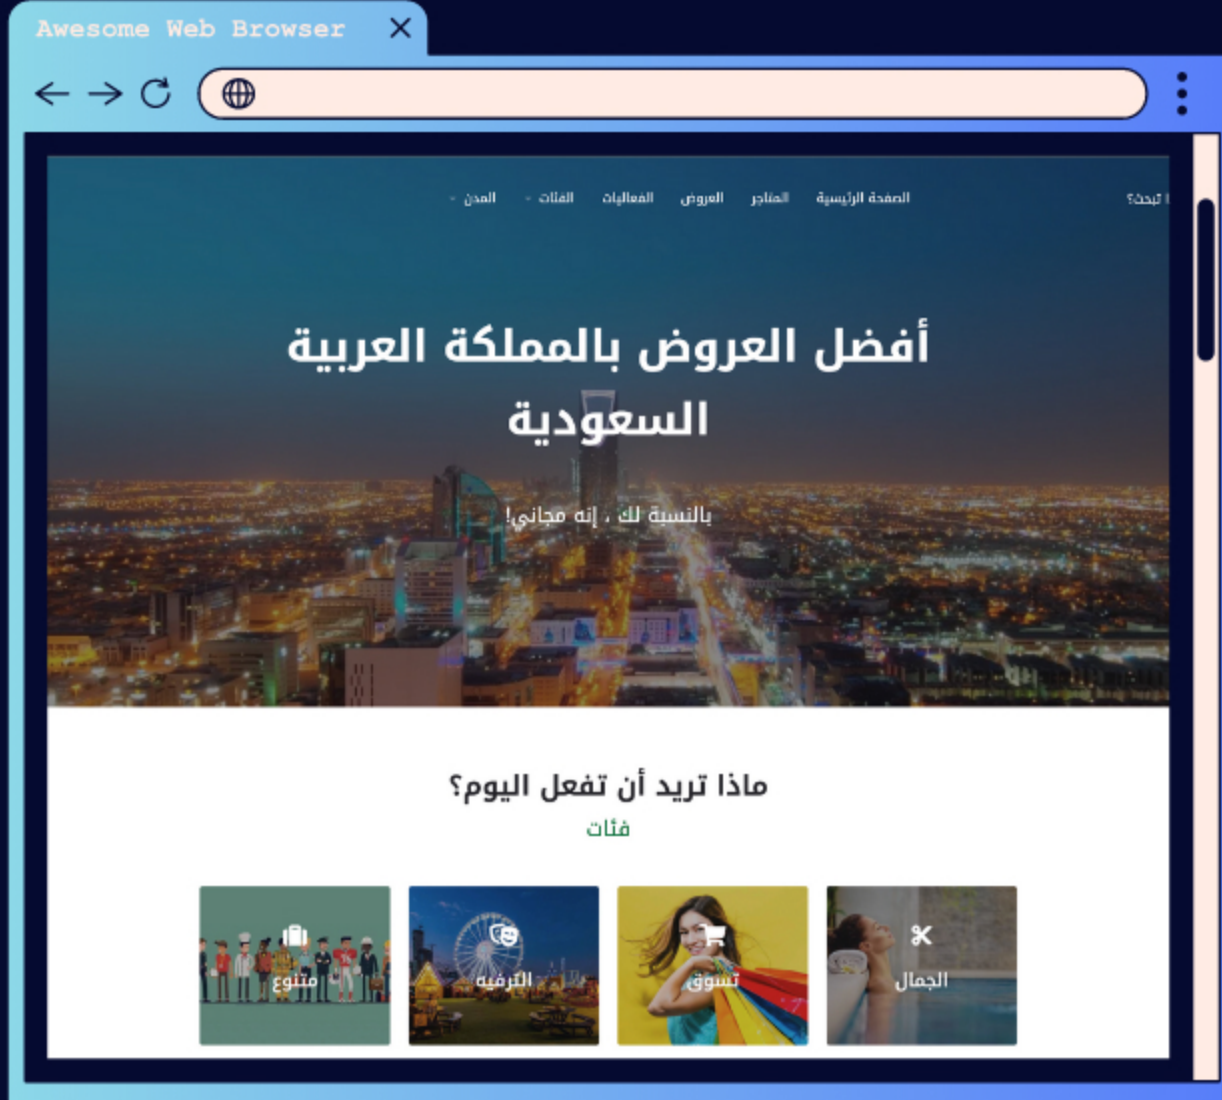 Awesome Web Browser
تبحث؟
الصفحة الرئيسية المتاجر العروض الفعاليات الفئات المدن
أفضل العروض بالمملكة العربية
السعودية
بالنسبة لك ، إنه مجاني!
ماذا تريد أن تفعل اليوم؟
فئات
الجمال تسوق الترفيه متنوع